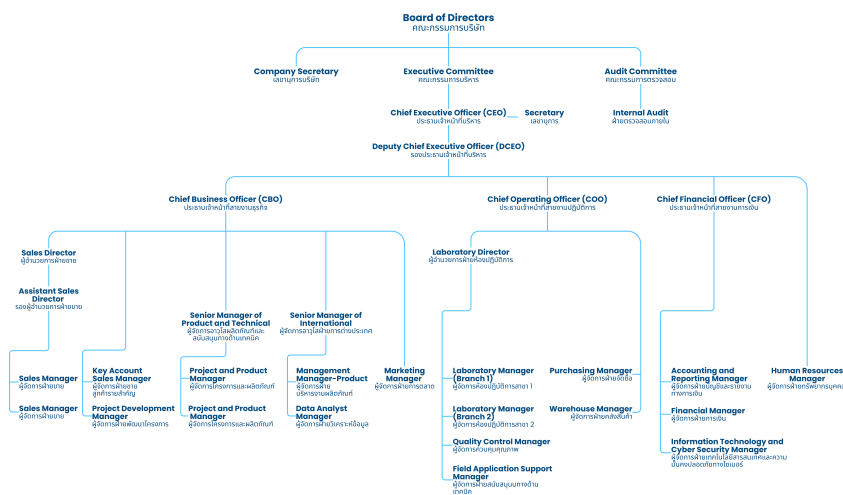 Board of Directors
คณะกรรมการบริษัท
Company Secretary
เลขานุการบริษัท
Executive Committee
คณะกรรมการบริหาร
Audit Committee
คณะกรรมการตรวจสอบ
Chief Executive Officer (CEO)
ประธานเจ้าหน้าที่บริหาร
Secretary
เลขานุการ
Internal Audit
ฝ่ายตรวจสอบภายใน
Deputy Chief Executive Officer (DCEO)
รองประธานเจ้าหน้าที่บริหาร
Chief Business Officer (CBO)
ประธานเจ้าหน้าที่สายงานธุรกิจ
Chief Operating Officer (COO)
ประธานเจ้าหน้าที่สายงานปฏิบัติการ
Chief Financial Officer (CFO)
ประธานเจ้าหน้าที่สายงานการเงิน
Sales Director
ผู้อำนวยการฝ่ายขาย
Laboratory Director
ผู้อำนวยการฝ่ายห้องปฏิบัติการ
Assistant Sales
Director
รองผู้อำนวยการฝ่ายขาย
Senior Manager of
Product and Technical
ผู้จัดการอาวุโสผลิตภัณฑ์และ
สนับสนุนทางด้านเทคนิค
Senior Manager of
International
ผู้จัดการอาวุโสฝ่ายการต่างประเทศ
Sales Manager
ผู้จัดการฝ่ายขาย
Key Account
Sales Manager
ผู้จัดการฝ่ายขาย
ลูกค้ารายสำคัญ
Project and Product
Manager
ผู้จัดการโครงการและผลิตภัณฑ์
Management
Manager-Product
ผู้จัดการฝ่าย
บริหารงานผลิตภัณฑ์
Marketing
Manager
ผู้จัดการฝ่ายการตลาด
Laboratory Manager
(Branch 1)
ผู้จัดการห้องปฏิบัติการสาขา 1
Purchasing Manager
ผู้จัดการฝ่ายจัดซื้อ
Accounting and
Reporting Manager
ผู้จัดการฝ่ายบัญชีและรายงาน
ทางการเงิน
Human Resources
Manager
ผู้จัดการฝ่ายทรัพยากรบุคคล
Sales Manager
ผู้จัดการฝ่ายขาย
Project Development
Manager
ผู้จัดการฝ่ายพัฒนาโครงการ
Project and Product
Manager
ผู้จัดการโครงการและผลิตภัณฑ์
Data Analyst
Manager
ผู้จัดการฝ่ายวิเคราะห์ข้อมูล
Laboratory Manager
(Branch 2)
ผู้จัดการห้องปฏิบัติการสาขา 2
Warehouse Manager
ผู้จัดการฝ่ายคลังสินค้า
Financial Manager
ผู้จัดการฝ่ายการเงิน
Quality Control Manager
ผู้จัดการควบคุมคุณภาพ
Information Technology and
Cyber Security Manager
ผู้จัดการฝ่ายเทคโนโลยีสารสนเทศและความ
มั่นคงปลอดภัยทางไซเบอร์
Field Application Support
Manager
ผู้จัดการฝ่ายสนับสนุนทางด้าน
เทคนิค